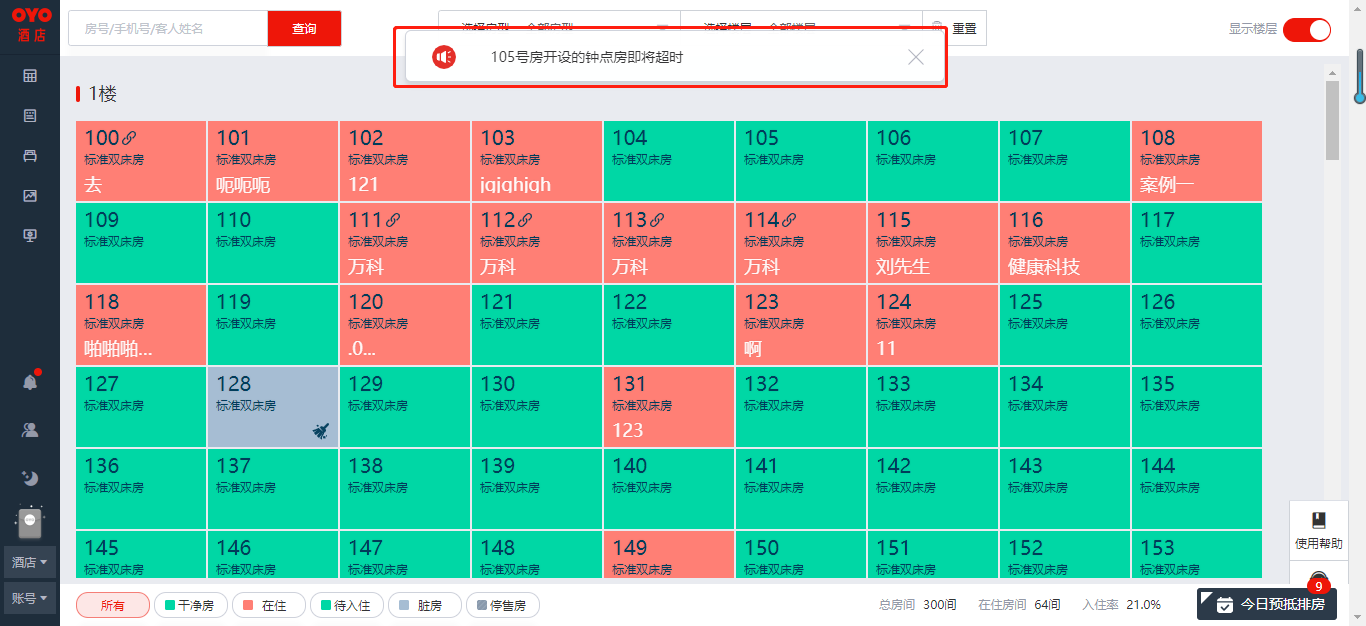 OYO
酒店
房号/手机号/客人姓名
查询
重置
显示楼层
105号房开设的钟点房即将超时
1楼
100 101 102 103 104 105 106 107 108
标准双床房 标准双床房 标准双床房 标准双床房 标准双床房 标准双床房 标准双床房 标准双床房 标准双床房
去 呃呃呃 121 jgjghjgh 案例一
109 110 111 112 113 114 115 116 117
标准双床房 标准双床房 标准双床房 标准双床房 标准双床房 标准双床房 标准双床房 标准双床房 标准双床房
万科 万科 万科 万科 刘先生 健康科技
118 119 120 121 122 123 124 125 126
标准双床房 标准双床房 标准双床房 标准双床房 标准双床房 标准双床房 标准双床房 标准双床房 标准双床房
啪啪啪... .0... 啊 11
127 128 129 130 131 132 133 134 135
标准双床房 标准双床房 标准双床房 标准双床房 标准双床房 标准双床房 标准双床房 标准双床房 标准双床房
123
136 137 138 139 140 141 142 143 144
标准双床房 标准双床房 标准双床房 标准双床房 标准双床房 标准双床房 标准双床房 标准双床房 标准双床房
145 146 147 148 149 150 151 152 153
标准双床房 标准双床房 标准双床房 标准双床房 标准双床房 标准双床房 标准双床房 标准双床房 标准双床房
使用帮助
酒店
账号
所有 干净房 在住 待入住 脏房 停售房
总房间 300间 在住房间 64间 入住率 21.0%
9
今日预抵排房